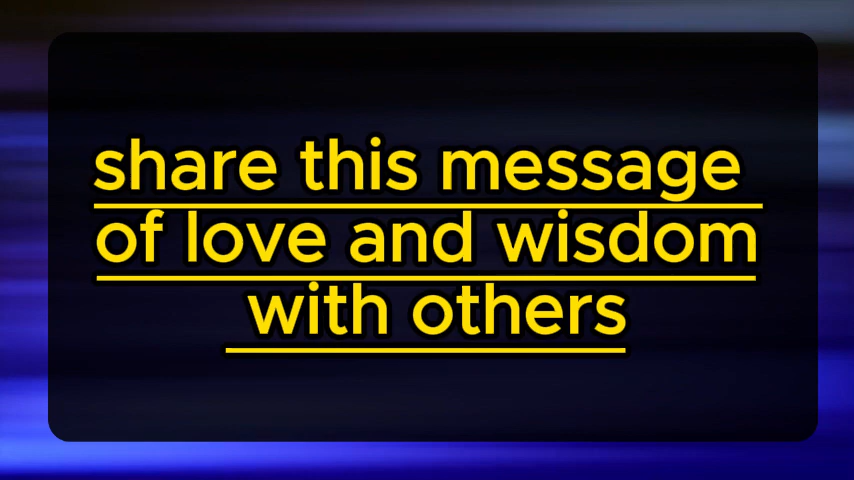 share this message
of love and wisdom
with others